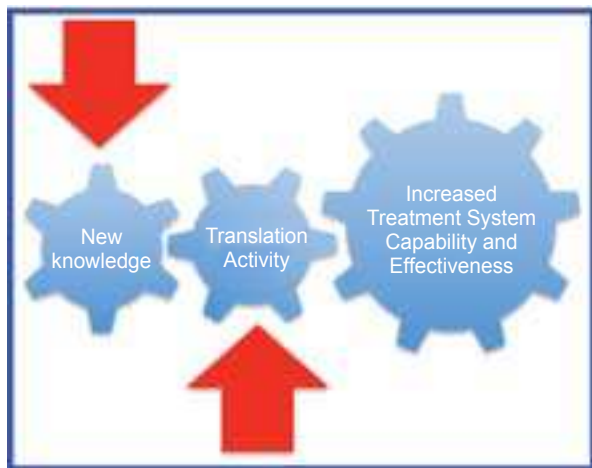 New
knowledge
Translation
Activity
Increased
Treatment System
Capability and
Effectiveness